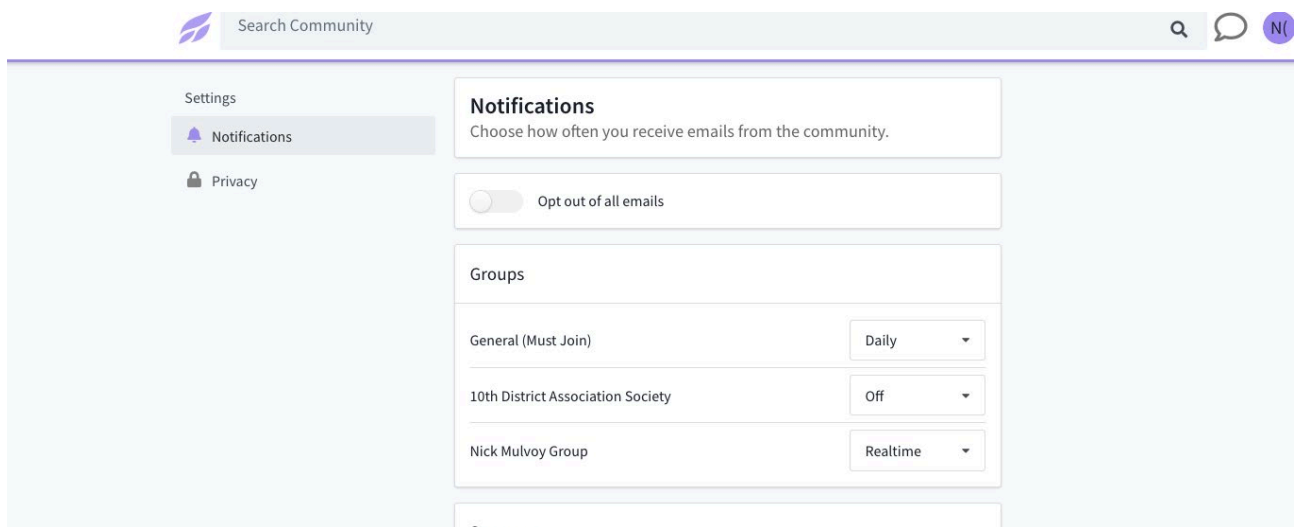 Search Community
N(
Settings
Notifications
Privacy
Notifications
Choose how often you receive emails from the community.
Opt out of all emails
Groups
General (Must Join)
Daily
10th District Association Society
Off
Nick Mulvoy Group
Realtime